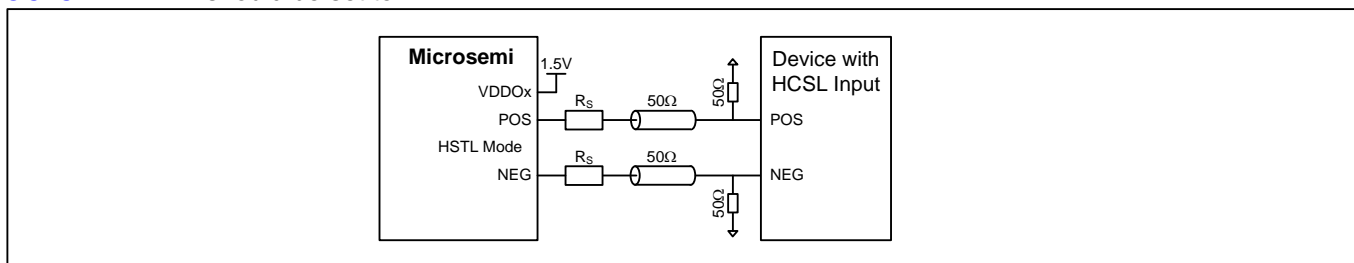 Microsemi
1.5V
VDDOx
POS
HSTL Mode
NEG
RS
50Ω
50Ω
RS
50Ω
50Ω
Device with
HCSL Input
POS
NEG